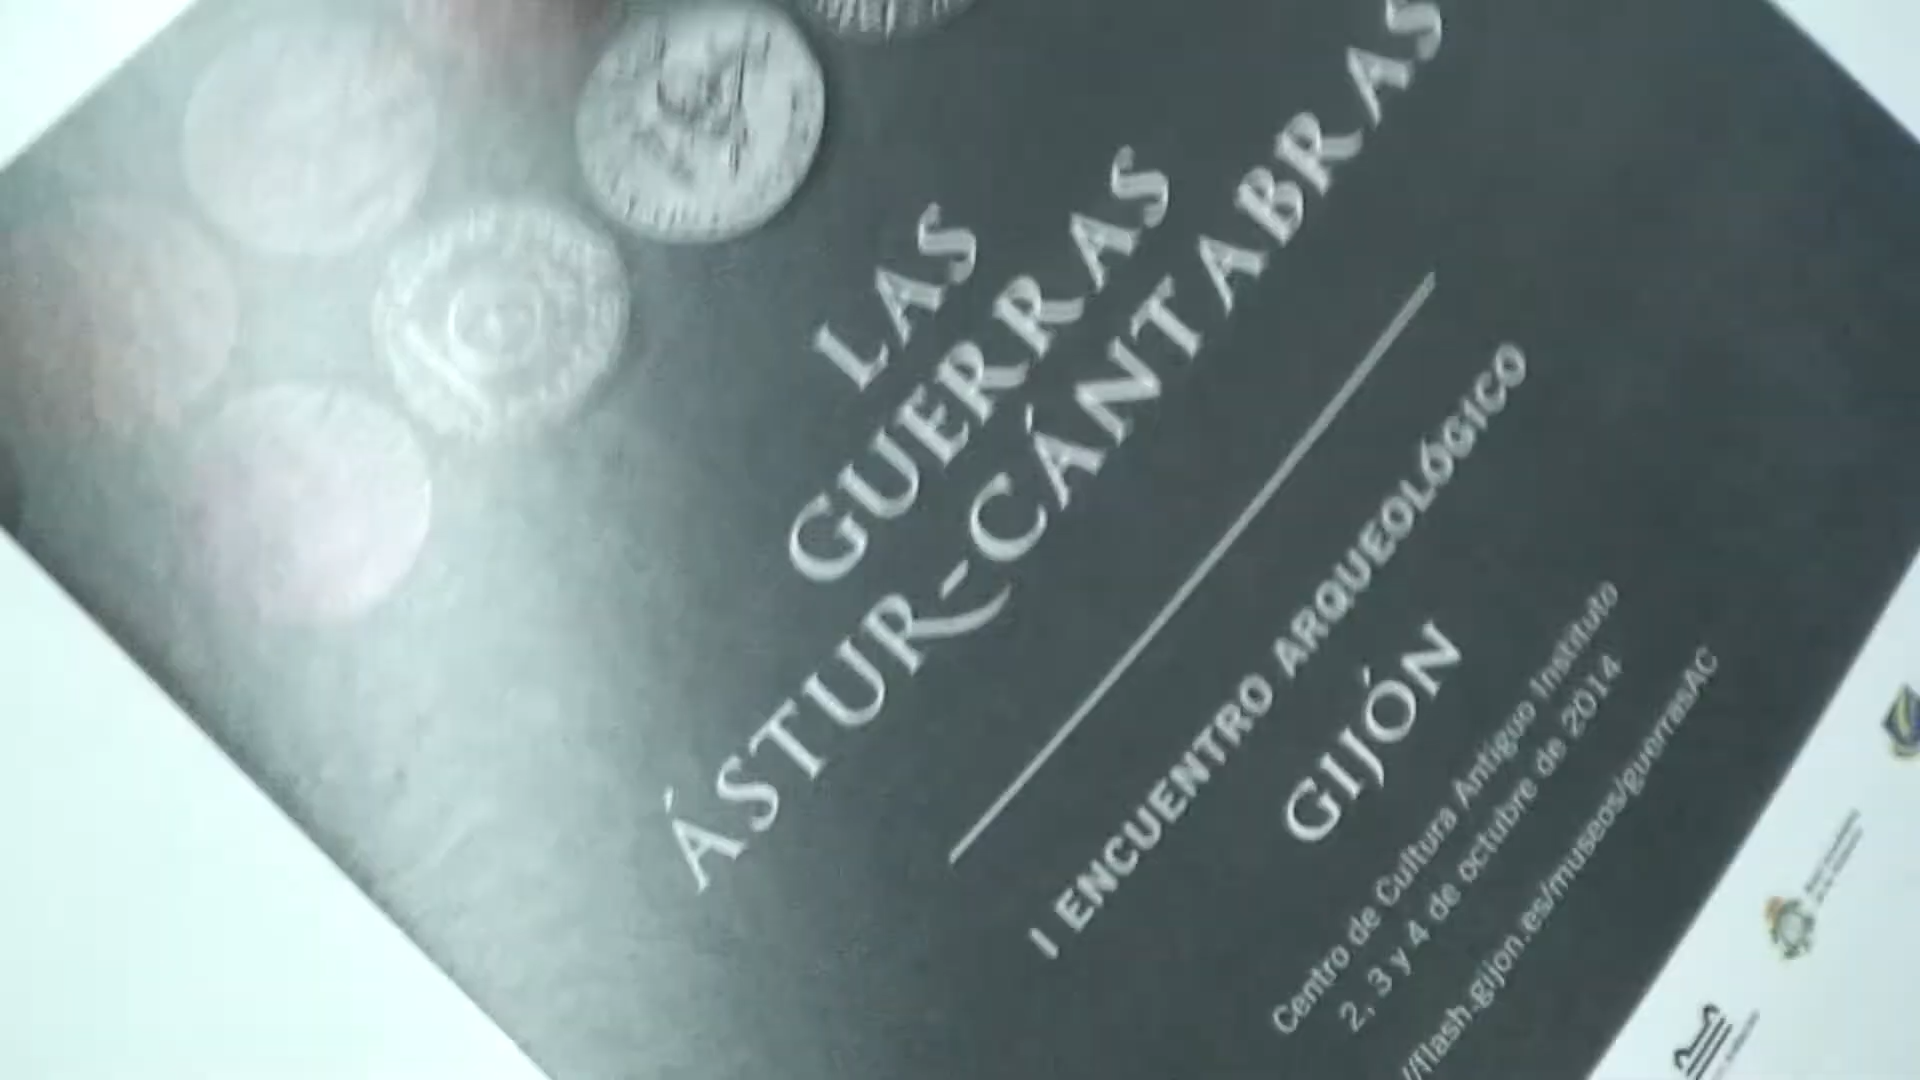 LAS
GUERRAS
ÁSTUR-CÁNTABRAS
I ENCUENTRO ARQUEOLÓGICO
GIJÓN
Centro de Cultura Antiguo Instituto
2, 3 y 4 de octubre de 2014
//flash.gijon.es/museos/guerrasAC